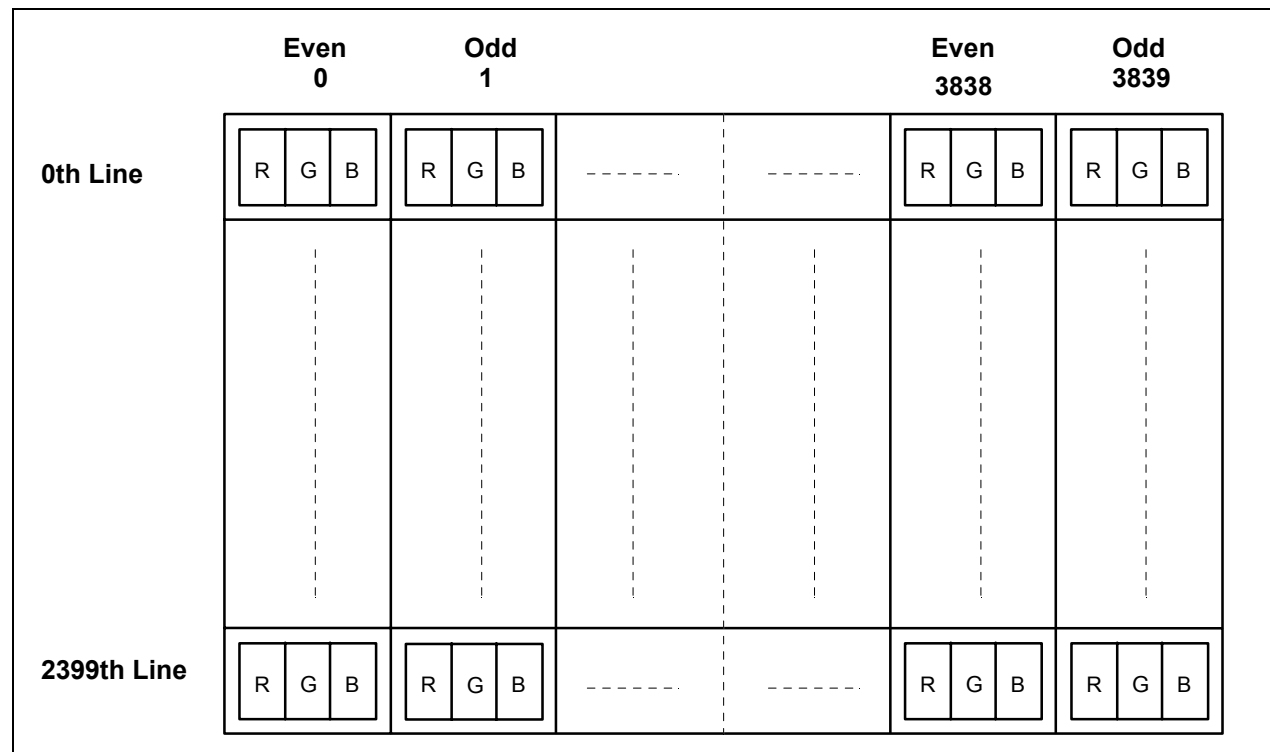 Even Odd Even Odd
0 1 3838 3839
0th Line R G B R G B R G B R G B
2399th Line R G B R G B R G B R G B